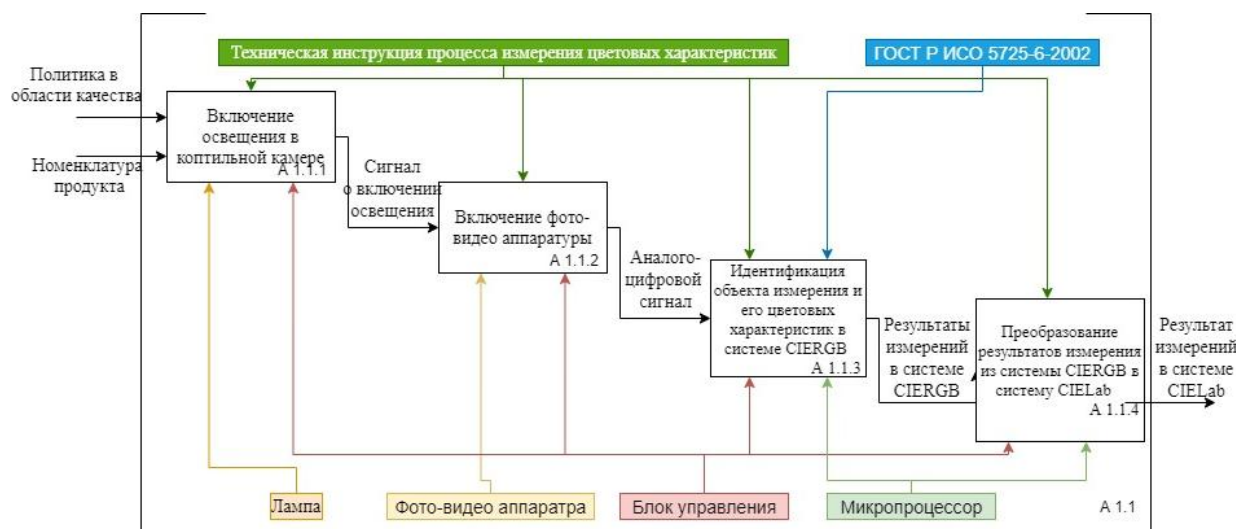 Техническая инструкция процесса измерения цветовых характеристик
ГОСТ Р ИСО 5725-6-2002
Политика в
области качества
Номенклатура
продукта
Включение
освещения в
коптильной камере
А 1.1.1
Сигнал
о включении
освещения
Включение фото-
видео аппаратуры
А 1.1.2
Аналого-
цифровой
сигнал
Идентификация
объекта измерения и
его цветовых
характеристик в
системе CIERGB
А 1.1.3
Результаты
измерений
в системе
CIERGB
Преобразование
результатов измерения
из системы CIERGB в
систему CIELab
А 1.1.4
Результат
измерений
в системе
CIELab
Лампа
Фото-видео аппаратра
Блок управления
Микропроцессор
А 1.1